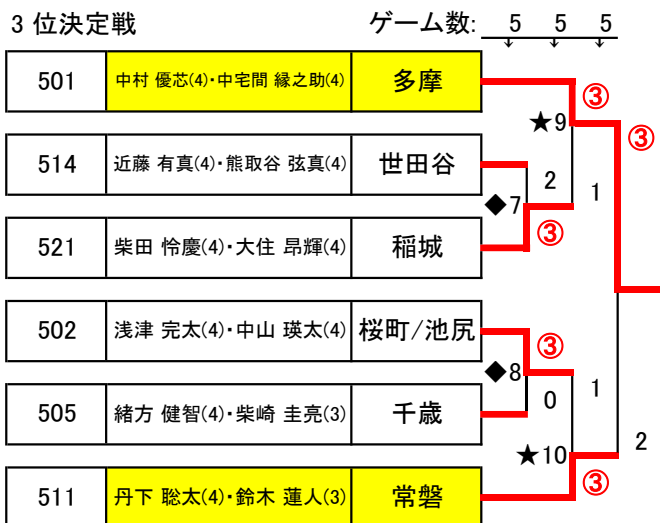 3 位決定戦 ゲーム数: 5 5 5
501 中村 優芯(4)・中宅間 縁之助(4) 多摩
③
★9
③
514 近藤 有真(4)・熊取谷 弦真(4) 世田谷
2
1
◆7
③
521 柴田 怜慶(4)・大住 昂輝(4) 稲城
502 浅津 完太(4)・中山 瑛太(4) 桜町/池尻
③
◆8
1
0
505 緒方 健智(4)・柴崎 圭亮(3) 千歳
2
★10
③
511 丹下 聡太(4)・鈴木 蓮人(3) 常磐